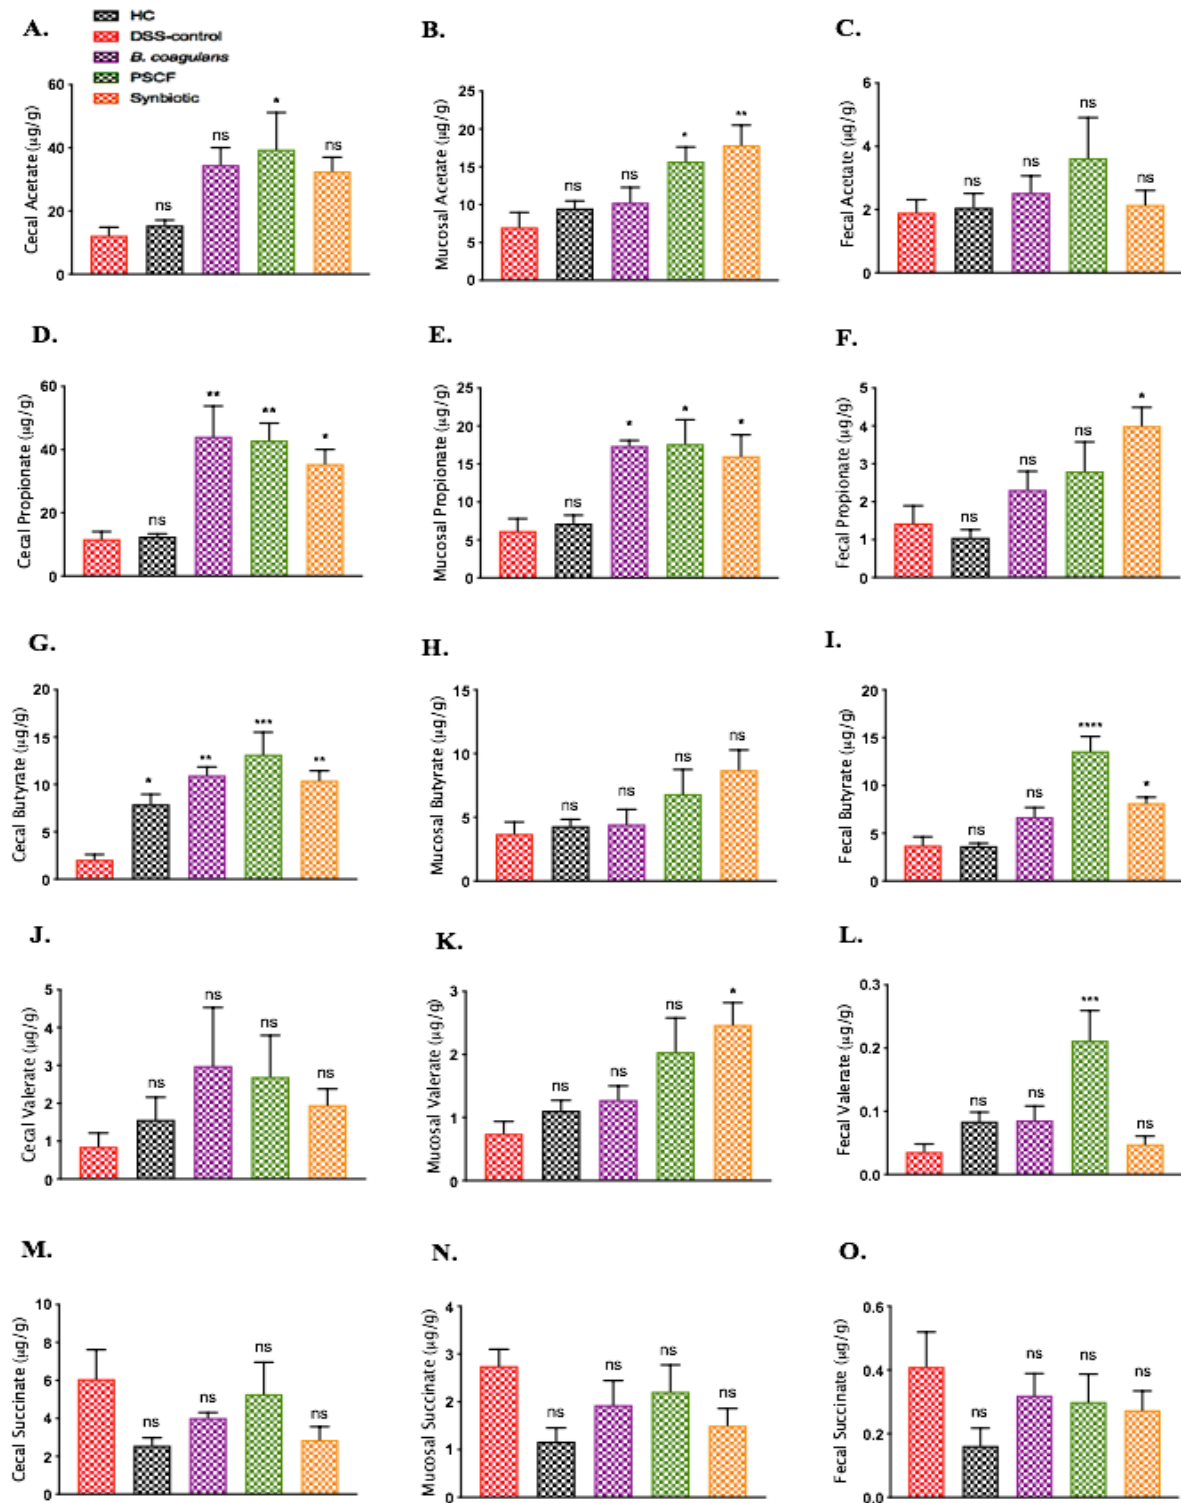 A.
HC
DSS-control
B. coagulans
PSCF
Synbiotic
Cecal Acetate (µg/g)
60
40
20
0
ns
ns
*
ns
B.
Mucosal Acetate (µg/g)
25
20
15
10
5
0
ns
ns
*
**
C.
Fecal Acetate (µg/g)
6
4
2
0
ns
ns
ns
ns
D.
Cecal Propionate (µg/g)
60
40
20
0
ns
**
**
*
E.
Mucosal Propionate (µg/g)
25
20
15
10
5
0
ns
*
*
*
F.
Fecal Propionate (µg/g)
5
4
3
2
1
0
ns
ns
ns
*
G.
Cecal Butyrate (µg/g)
20
15
10
5
0
*
**
***
**
H.
Mucosal Butyrate (µg/g)
15
10
5
0
ns
ns
ns
ns
I.
Fecal Butyrate (µg/g)
20
15
10
5
0
ns
ns
****
*
J.
Cecal Valerate (µg/g)
5
4
3
2
1
0
ns
ns
ns
ns
K.
Mucosal Valerate (µg/g)
3
2
1
0
ns
ns
ns
*
L.
Fecal Valerate (µg/g)
0.3
0.2
0.1
0.0
ns
ns
***
ns
M.
Cecal Succinate (µg/g)
10
8
6
4
2
0
ns
ns
ns
ns
N.
Mucosal Succinate (µg/g)
4
3
2
1
0
ns
ns
ns
ns
O.
Fecal Succinate (µg/g)
0.6
0.4
0.2
0.0
ns
ns
ns
ns